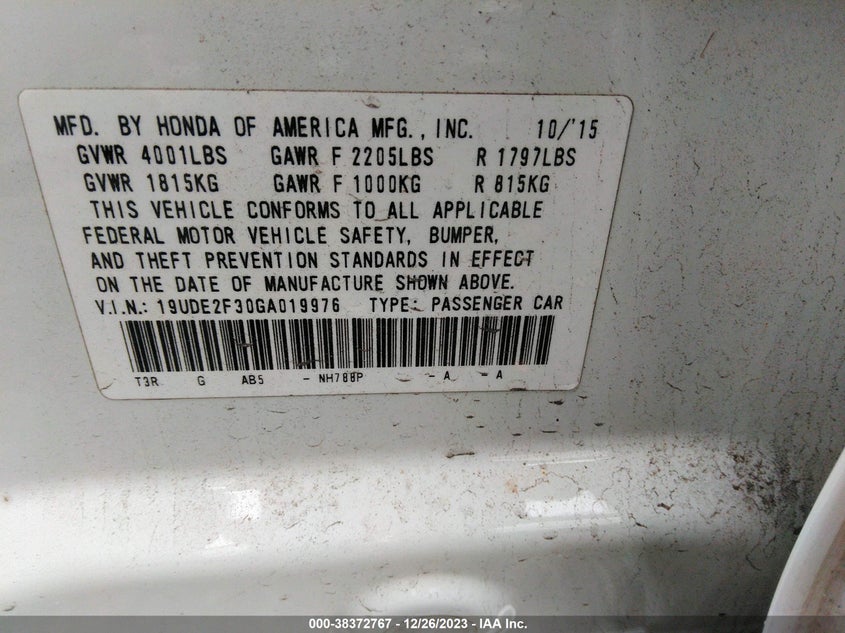 MFD. BY HONDA OF AMERICA MFG., INC. 10/'15
GVWR 4001LBS GAWR F 2205LBS R 1797LBS
GVWR 1815KG GAWR F 1000KG R 815KG
THIS VEHICLE CONFORMS TO ALL APPLICABLE
FEDERAL MOTOR VEHICLE SAFETY, BUMPER,
AND THEFT PREVENTION STANDARDS IN EFFECT
ON THE DATE OF MANUFACTURE SHOWN ABOVE.
V.I.N.: 19UDE2F30GA019976 TYPE: PASSENGER CAR
T3R G AB5 - NH788P - A - A
000-38372767 - 12/26/2023 - IAA Inc.